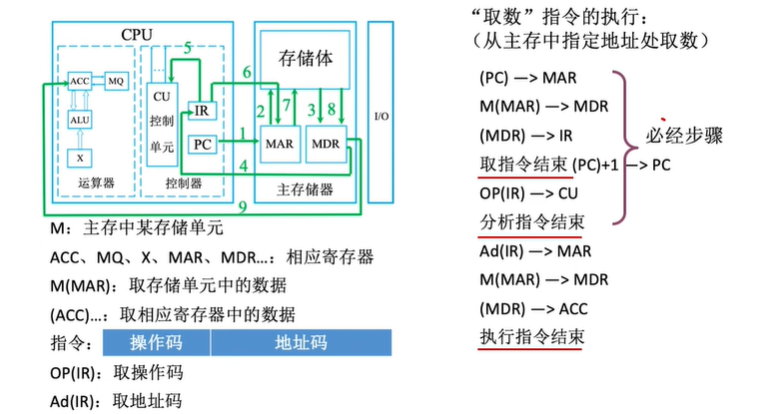 CPU
存储体
5
6
ACC
MQ
CU
控制
单元
IR
2
7
3
8
ALU
PC
1
MAR
MDR
I/O
X
4
运算器
控制器
主存储器
9
M：主存中某存储单元
ACC、MQ、X、MAR、MDR...：相应寄存器
M(MAR)：取存储单元中的数据
(ACC)...：取相应寄存器中的数据
指令： 操作码 地址码
OP(IR)：取操作码
Ad(IR)：取地址码
“取数”指令的执行：
（从主存中指定地址处取数）
(PC) —> MAR
M(MAR) —> MDR
(MDR) —> IR
必经步骤
取指令结束 (PC)+1 —> PC
OP(IR) —> CU
分析指令结束
Ad(IR) —> MAR
M(MAR) —> MDR
(MDR) —> ACC
执行指令结束